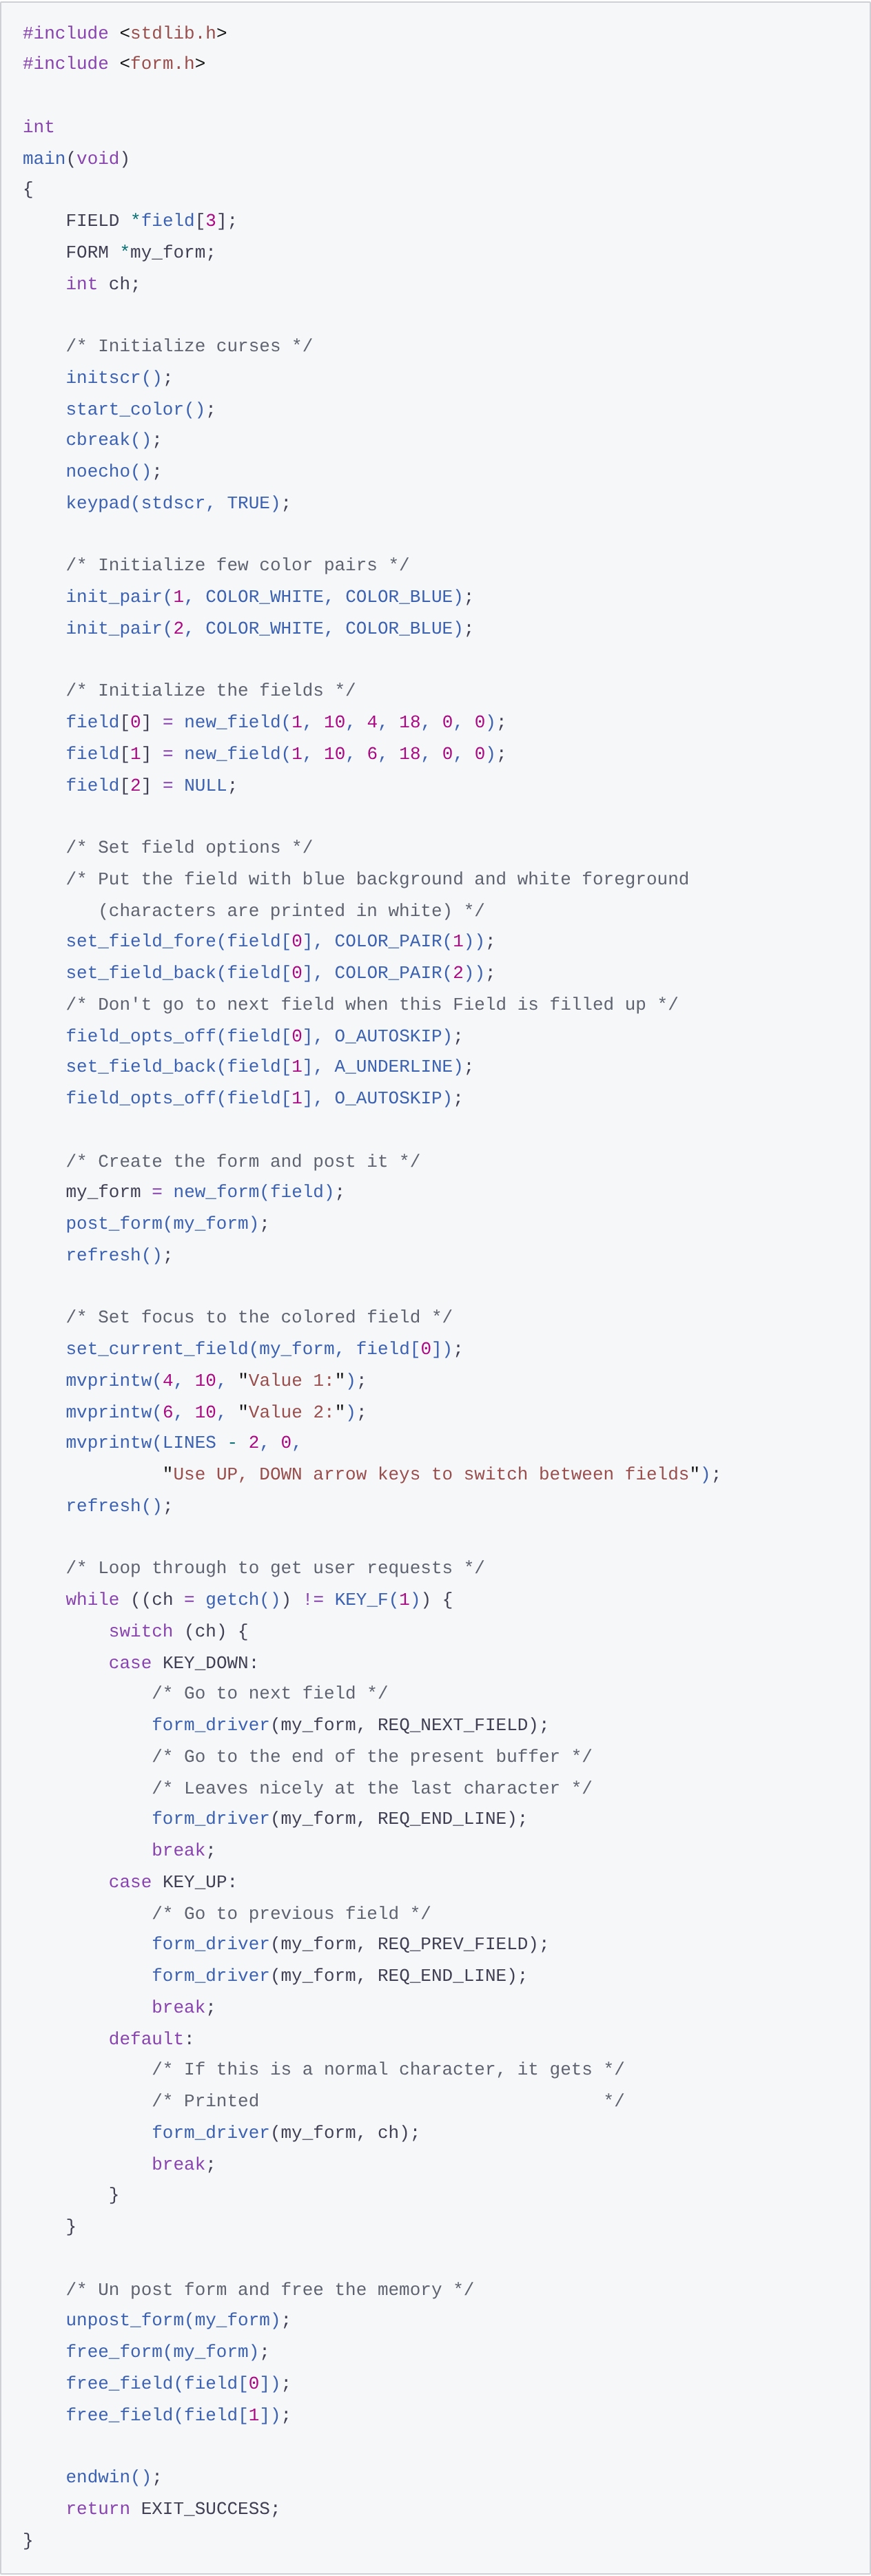 #include <stdlib.h>
#include <form.h>

int
main(void)
{
    FIELD *field[3];
    FORM *my_form;
    int ch;

    /* Initialize curses */
    initscr();
    start_color();
    cbreak();
    noecho();
    keypad(stdscr, TRUE);

    /* Initialize few color pairs */
    init_pair(1, COLOR_WHITE, COLOR_BLUE);
    init_pair(2, COLOR_WHITE, COLOR_BLUE);

    /* Initialize the fields */
    field[0] = new_field(1, 10, 4, 18, 0, 0);
    field[1] = new_field(1, 10, 6, 18, 0, 0);
    field[2] = NULL;

    /* Set field options */
    /* Put the field with blue background and white foreground
       (characters are printed in white) */
    set_field_fore(field[0], COLOR_PAIR(1));
    set_field_back(field[0], COLOR_PAIR(2));
    /* Don't go to next field when this Field is filled up */
    field_opts_off(field[0], O_AUTOSKIP);
    set_field_back(field[1], A_UNDERLINE);
    field_opts_off(field[1], O_AUTOSKIP);

    /* Create the form and post it */
    my_form = new_form(field);
    post_form(my_form);
    refresh();

    /* Set focus to the colored field */
    set_current_field(my_form, field[0]);
    mvprintw(4, 10, "Value 1:");
    mvprintw(6, 10, "Value 2:");
    mvprintw(LINES - 2, 0,
             "Use UP, DOWN arrow keys to switch between fields");
    refresh();

    /* Loop through to get user requests */
    while ((ch = getch()) != KEY_F(1)) {
        switch (ch) {
        case KEY_DOWN:
            /* Go to next field */
            form_driver(my_form, REQ_NEXT_FIELD);
            /* Go to the end of the present buffer */
            /* Leaves nicely at the last character */
            form_driver(my_form, REQ_END_LINE);
            break;
        case KEY_UP:
            /* Go to previous field */
            form_driver(my_form, REQ_PREV_FIELD);
            form_driver(my_form, REQ_END_LINE);
            break;
        default:
            /* If this is a normal character, it gets */
            /* Printed                                */
            form_driver(my_form, ch);
            break;
        }
    }

    /* Un post form and free the memory */
    unpost_form(my_form);
    free_form(my_form);
    free_field(field[0]);
    free_field(field[1]);

    endwin();
    return EXIT_SUCCESS;
}